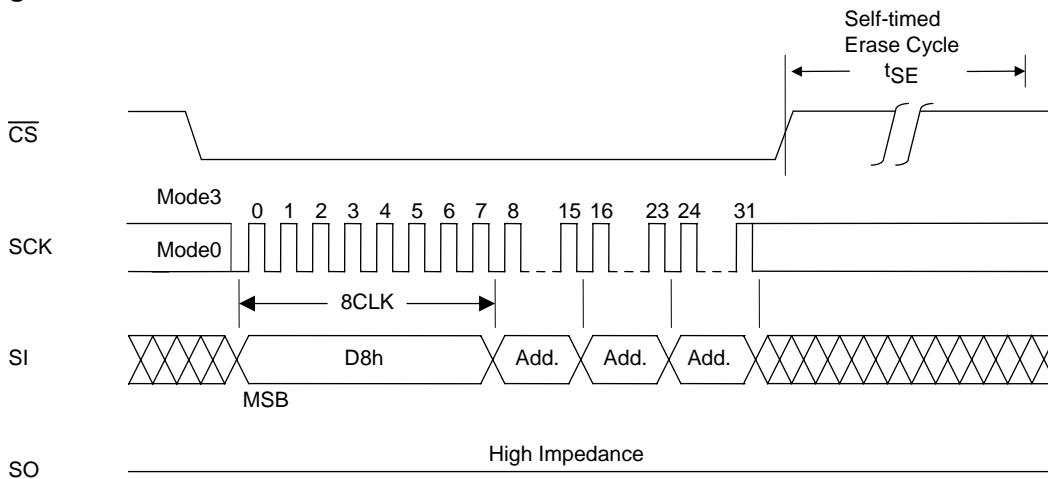 Self-timed
Erase Cycle
tSE
CS
Mode3
0 1 2 3 4 5 6 7 8 15 16 23 24 31
SCK
Mode0
8CLK
SI
D8h Add. Add. Add.
MSB
High Impedance
SO